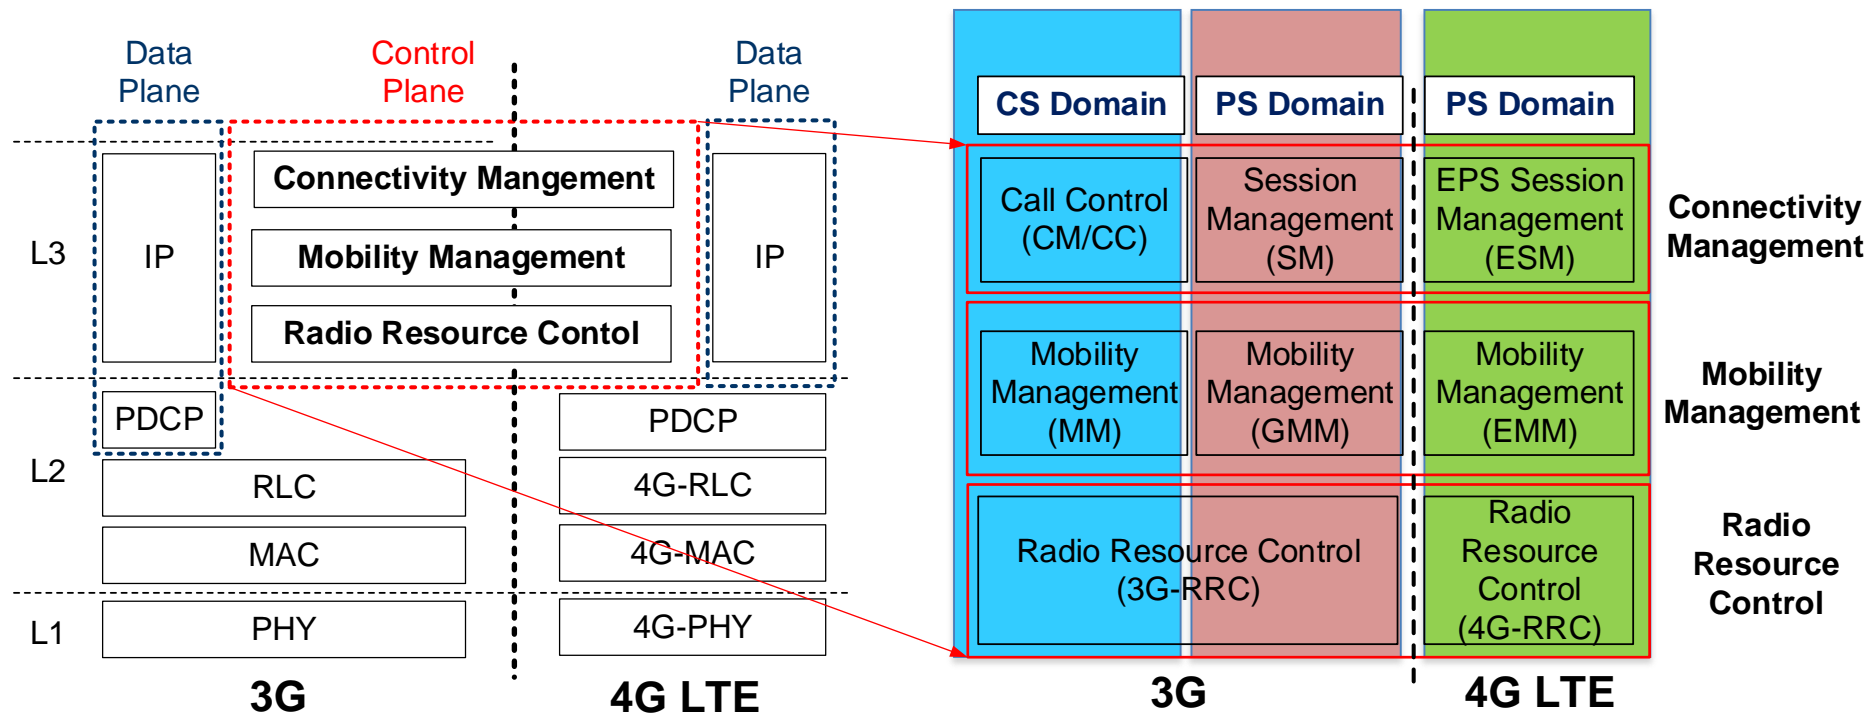 Data
Plane
Control
Plane
Data
Plane
L3
IP
Connectivity Mangement
Mobility Management
Radio Resource Contol
IP
L2
PDCP
PDCP
RLC
4G-RLC
MAC
4G-MAC
L1
PHY
4G-PHY
3G
4G LTE
CS Domain
PS Domain
PS Domain
Call Control
(CM/CC)
Session
Management
(SM)
EPS Session
Management
(ESM)
Connectivity
Management
Mobility
Management
(MM)
Mobility
Management
(GMM)
Mobility
Management
(EMM)
Mobility
Management
Radio Resource Control
(3G-RRC)
Radio
Resource
Control
(4G-RRC)
Radio
Resource
Control
3G
4G LTE